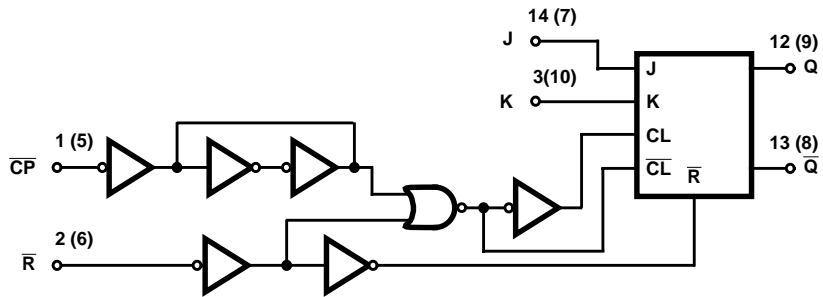 14 (7)
J
3(10)
K
1 (5)
C̅P̅
2 (6)
R̅
J
K
CL
C̅L̅
R̅
12 (9)
Q
13 (8)
Q̅